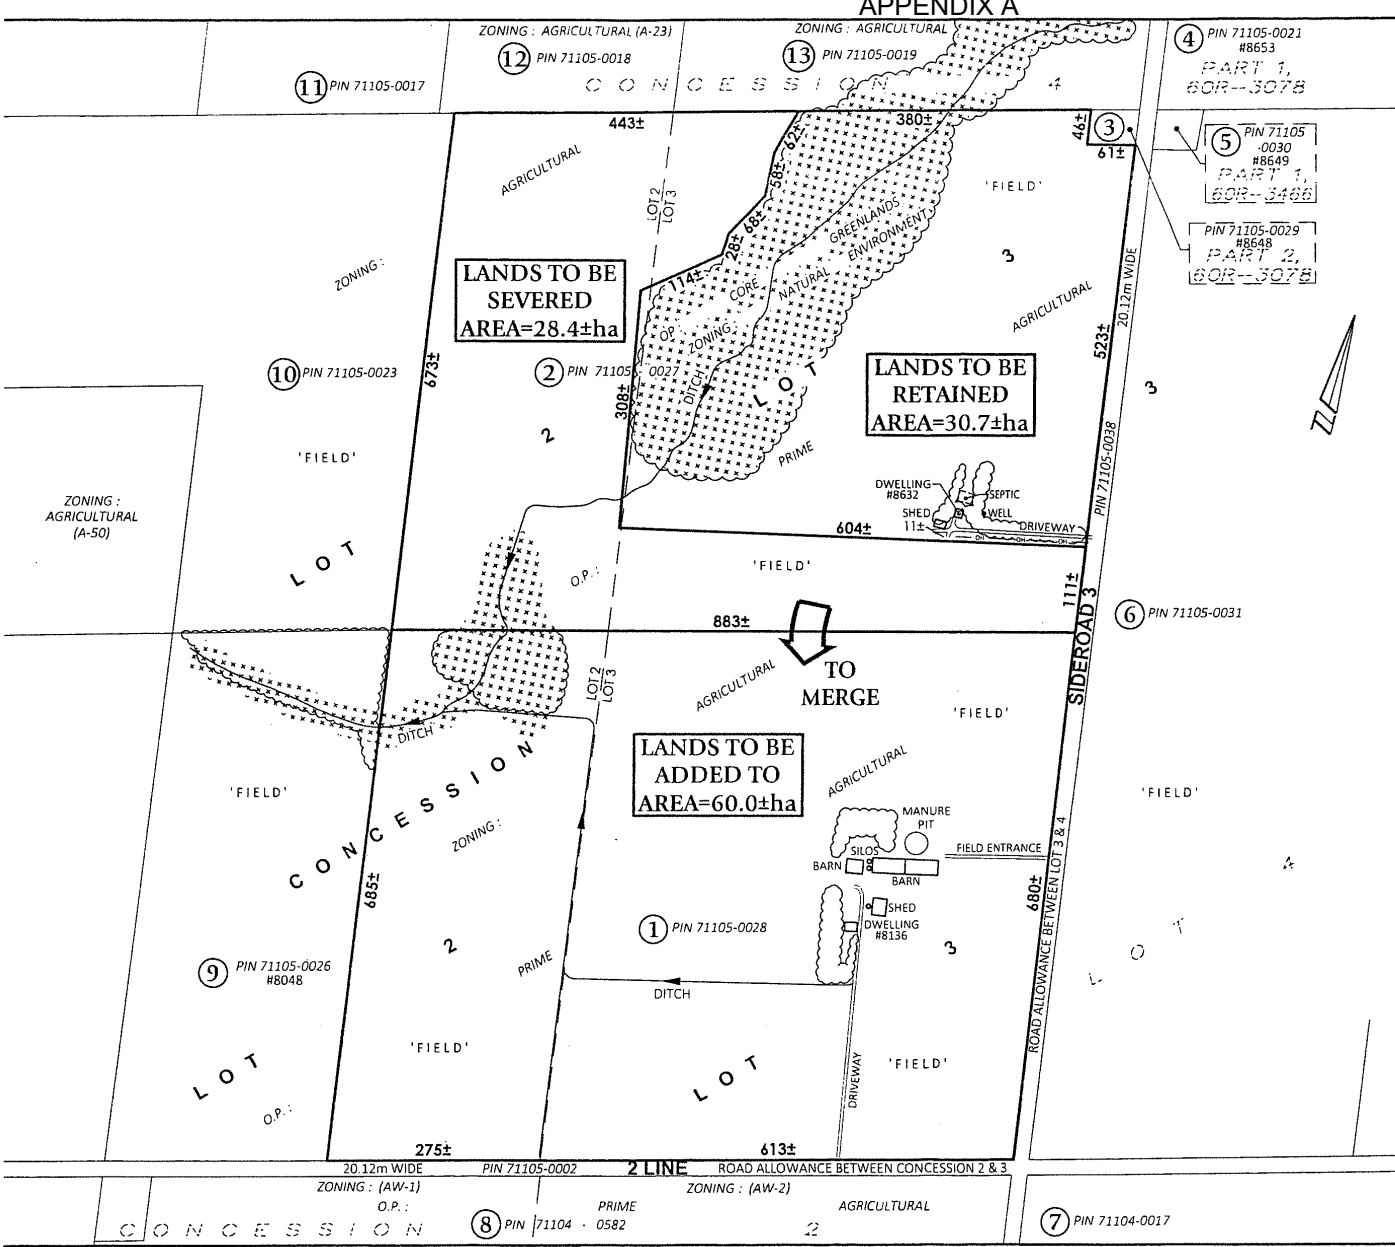 APPENDIX A
ZONING : AGRICULTURAL (A-23)
ZONING : AGRICULTURAL
12 PIN 71105-0018
13 PIN 71105-0019
11 PIN 71105-0017
CONCESSION 4
4 PIN 71105-0021
#8653
PART 1,
60R--3078
443±
380±
46±
3
61±
5 PIN 71105
-0030
#8649
PART 1,
60R--3466
PIN 71105-0029
#8648
PART 2,
60R--3078
62±
58±
68±
28±
114±
AGRICULTURAL
LOT 2
LOT 3
'FIELD'
GREENLANDS
ENVIRONMENT
CORE
NATURAL
OP :
ZONING:
3
AGRICULTURAL
20.12m WIDE
ZONING :
LANDS TO BE
SEVERED
AREA=28.4±ha
10 PIN 71105-0023
673±
2 PIN 71105 0027
308±
DITCH
LOT
LANDS TO BE
RETAINED
AREA=30.7±ha
523±
3
2
PRIME
'FIELD'
PIN 71105-0038
ZONING :
AGRICULTURAL
(A-50)
DWELLING
#8632
SEPTIC
SHED
WELL
11±
DRIVEWAY
OH OH OH
604±
LOT
O.P. :
'FIELD'
111±
SIDEROAD 3
6 PIN 71105-0031
883±
TO
MERGE
LOT 2
LOT 3
AGRICULTURAL
'FIELD'
DITCH
LANDS TO BE
ADDED TO
AREA=60.0±ha
AGRICULTURAL
'FIELD'
'FIELD'
CONCESSION
ZONING :
MANURE
PIT
SILOS
BARN
BARN
FIELD ENTRANCE
685±
680±
ROAD ALLOWANCE BETWEEN LOT 3 & 4
SHED
DWELLING
#8136
1 PIN 71105-0028
2
3
LOT 4
9 PIN 71105-0026
#8048
PRIME
DITCH
'FIELD'
'FIELD'
LOT
LOT
O.P. :
DRIVEWAY
275±
613±
20.12m WIDE
PIN 71105-0002
2 LINE
ROAD ALLOWANCE BETWEEN CONCESSION 2 & 3
ZONING : (AW-1)
ZONING : (AW-2)
O.P. :
PRIME
AGRICULTURAL
CONCESSION 2
8 PIN 71104 - 0582
7 PIN 71104-0017